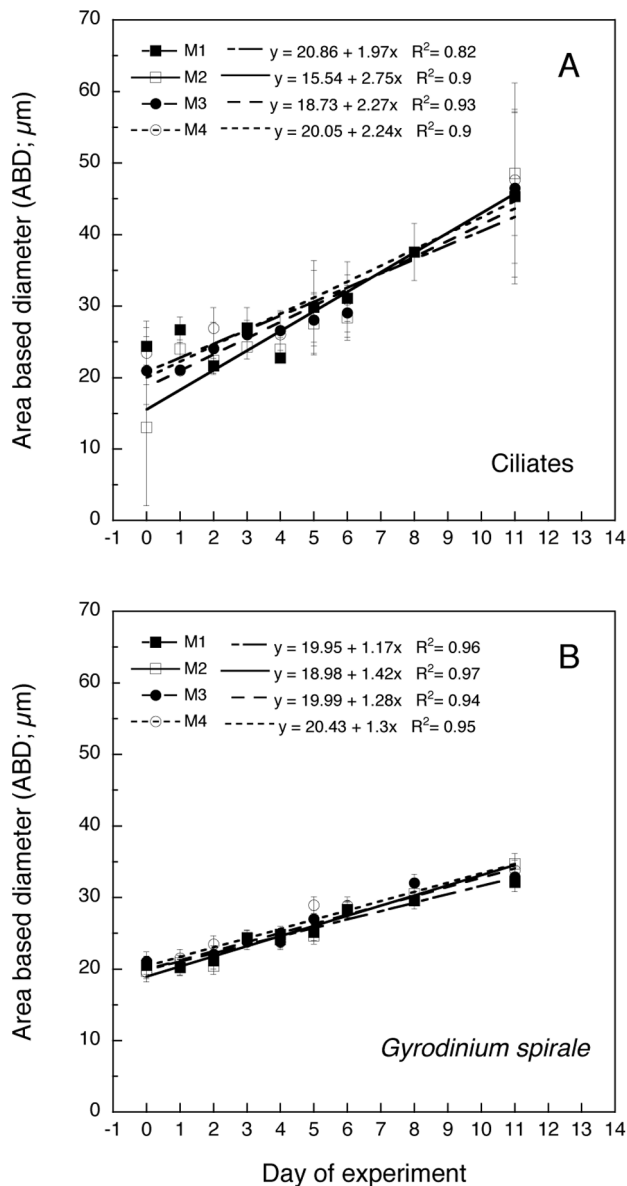 70
60
50
40
30
20
10
0
Area based diameter (ABD; µm)
M1 y = 20.86 + 1.97x R²= 0.82
M2 y = 15.54 + 2.75x R²= 0.9
M3 y = 18.73 + 2.27x R²= 0.93
M4 y = 20.05 + 2.24x R²= 0.9
A
Ciliates
-1 0 1 2 3 4 5 6 7 8 9 10 11 12 13 14
70
60
50
40
30
20
10
0
Area based diameter (ABD; µm)
M1 y = 19.95 + 1.17x R²= 0.96
M2 y = 18.98 + 1.42x R²= 0.97
M3 y = 19.99 + 1.28x R²= 0.94
M4 y = 20.43 + 1.3x R²= 0.95
B
Gyrodinium spirale
-1 0 1 2 3 4 5 6 7 8 9 10 11 12 13 14
Day of experiment